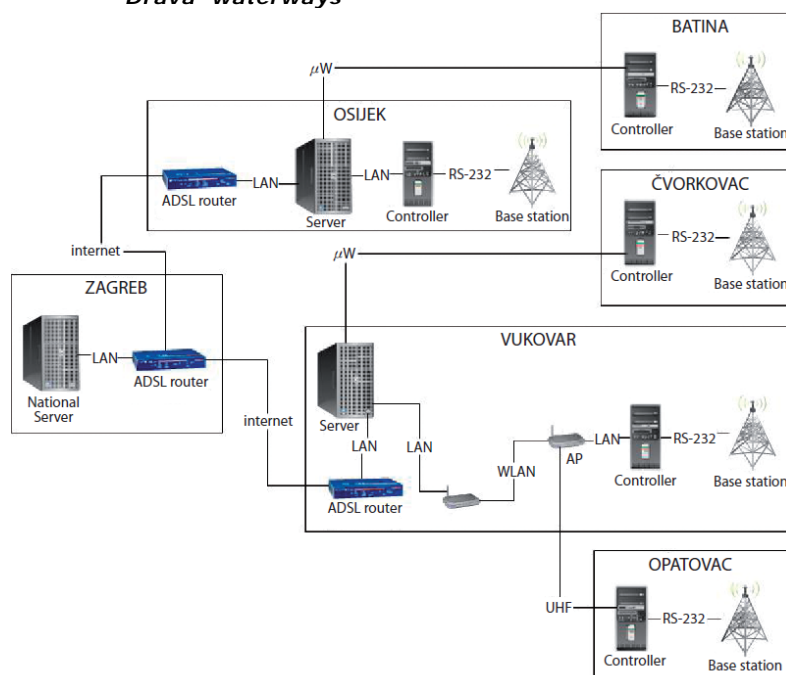 Drava waterways
BATINA
RS-232
Controller
Base station
µW
OSIJEK
LAN
LAN
RS-232
ADSL router
Server
Controller
Base station
ČVORKOVAC
RS-232
Controller
Base station
internet
µW
ZAGREB
LAN
ADSL router
National
Server
internet
VUKOVAR
Server
LAN
LAN
WLAN
AP
LAN
RS-232
Controller
Base station
ADSL router
OPATOVAC
UHF
RS-232
Controller
Base station